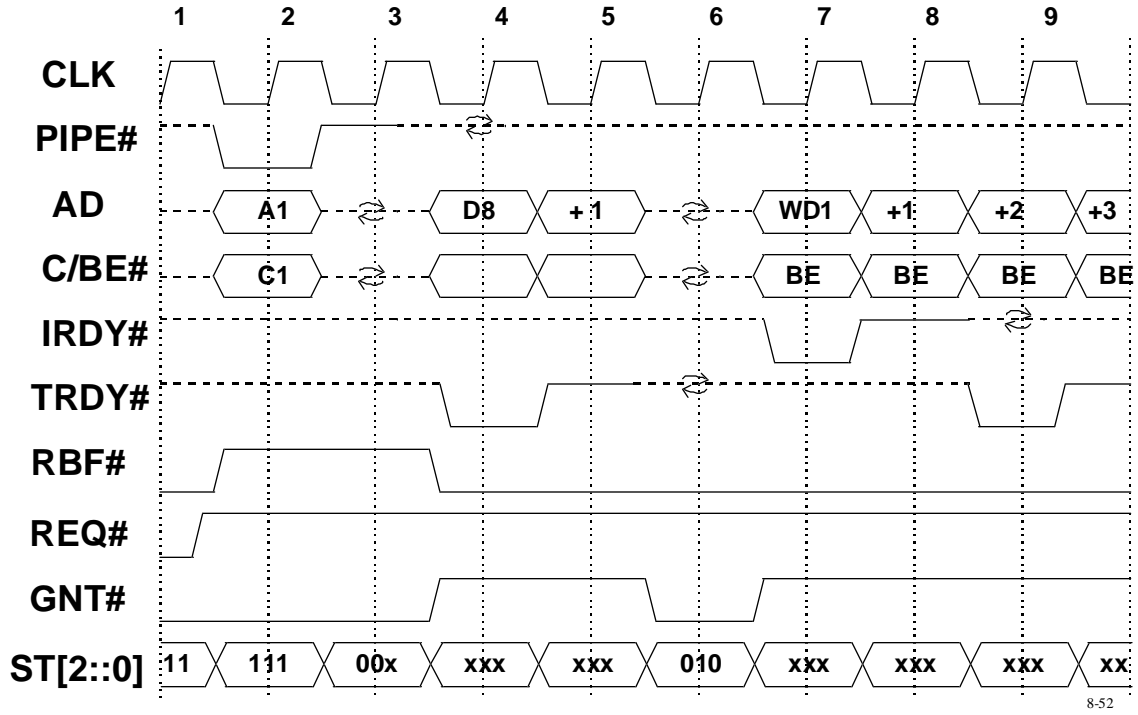 1 2 3 4 5 6 7 8 9
CLK
PIPE#
AD A1 D8 +1 WD1 +1 +2 +3
C/BE# C1 BE BE BE BE
IRDY#
TRDY#
RBF#
REQ#
GNT#
ST[2::0] 11 111 00x xxx xxx 010 xxx xxx xxx xx
8-52